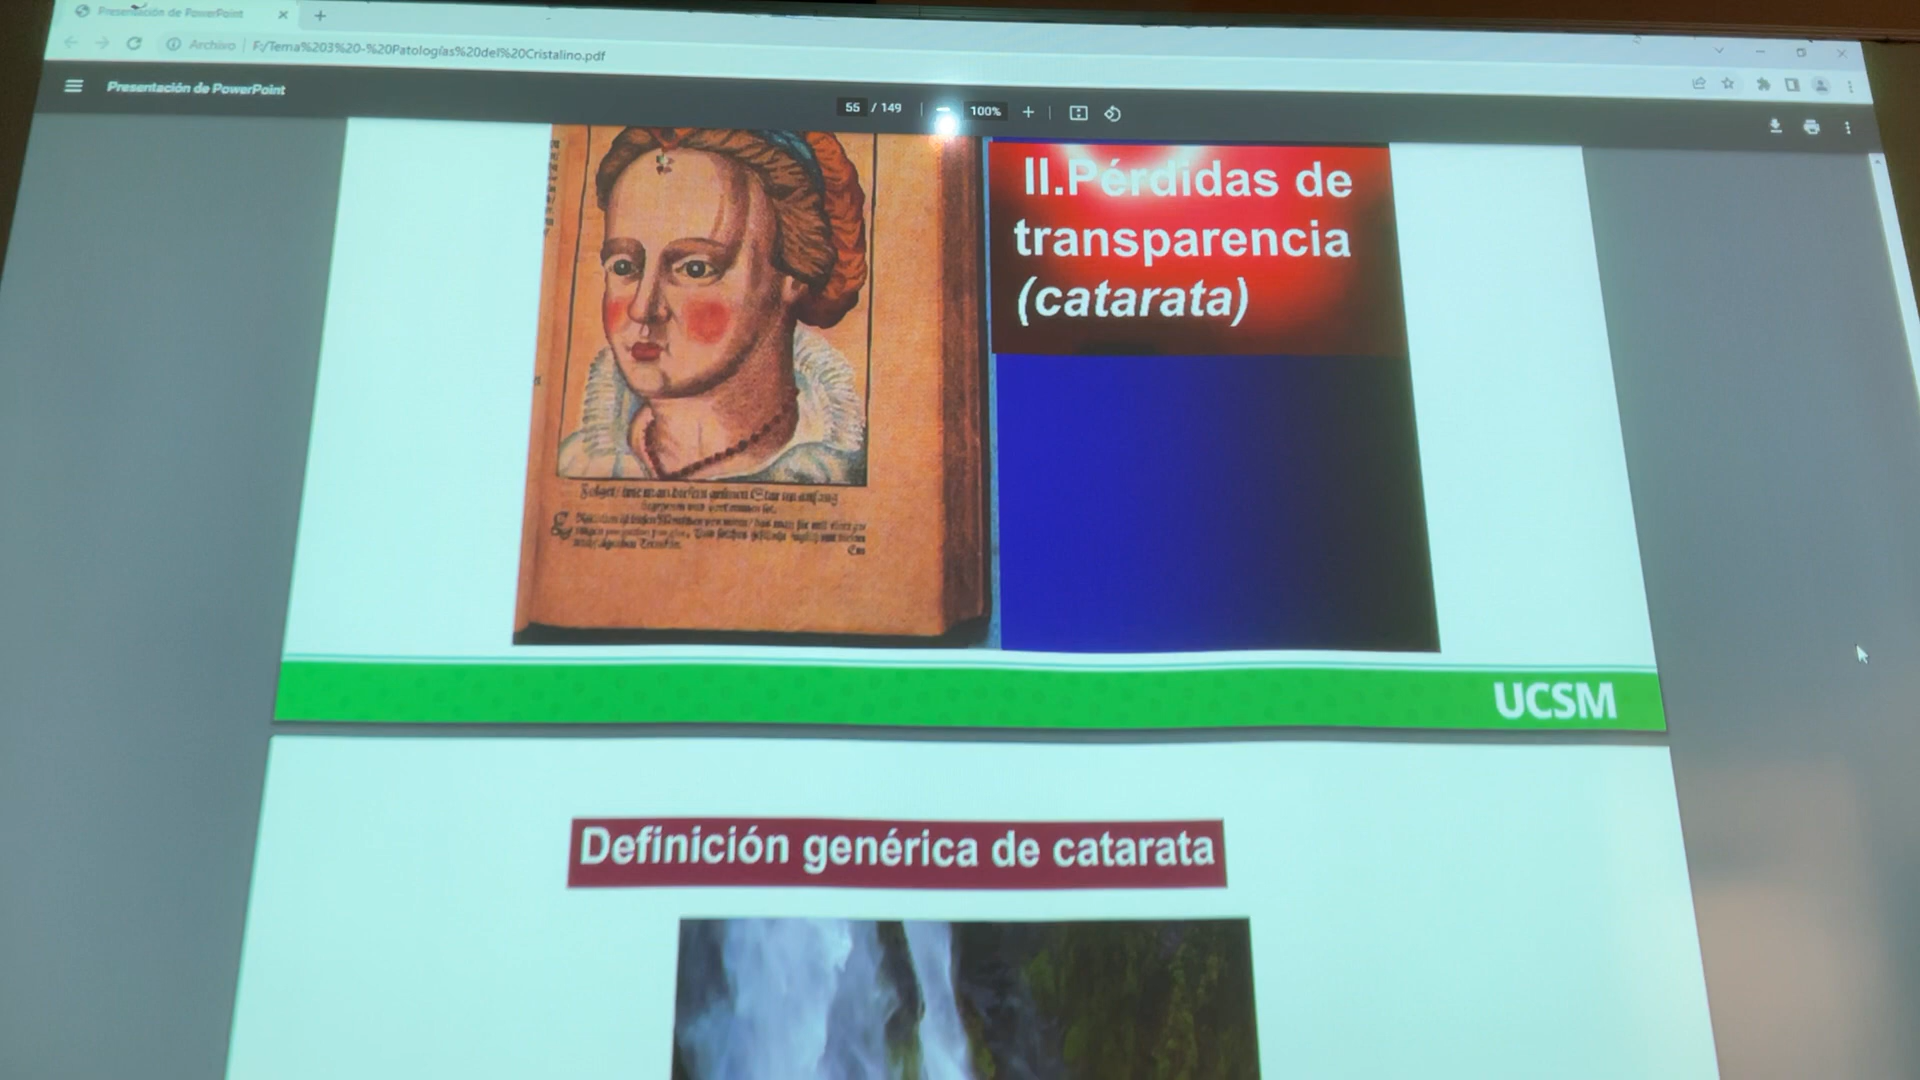 Presentación de PowerPoint
Archivo
F:/Tema%203%20-%20Patologías%20del%20Cristalino.pdf
Presentación de PowerPoint
55 / 149
100%
II.Pérdidas de
transparencia
(catarata)
UCSM
Definición genérica de catarata